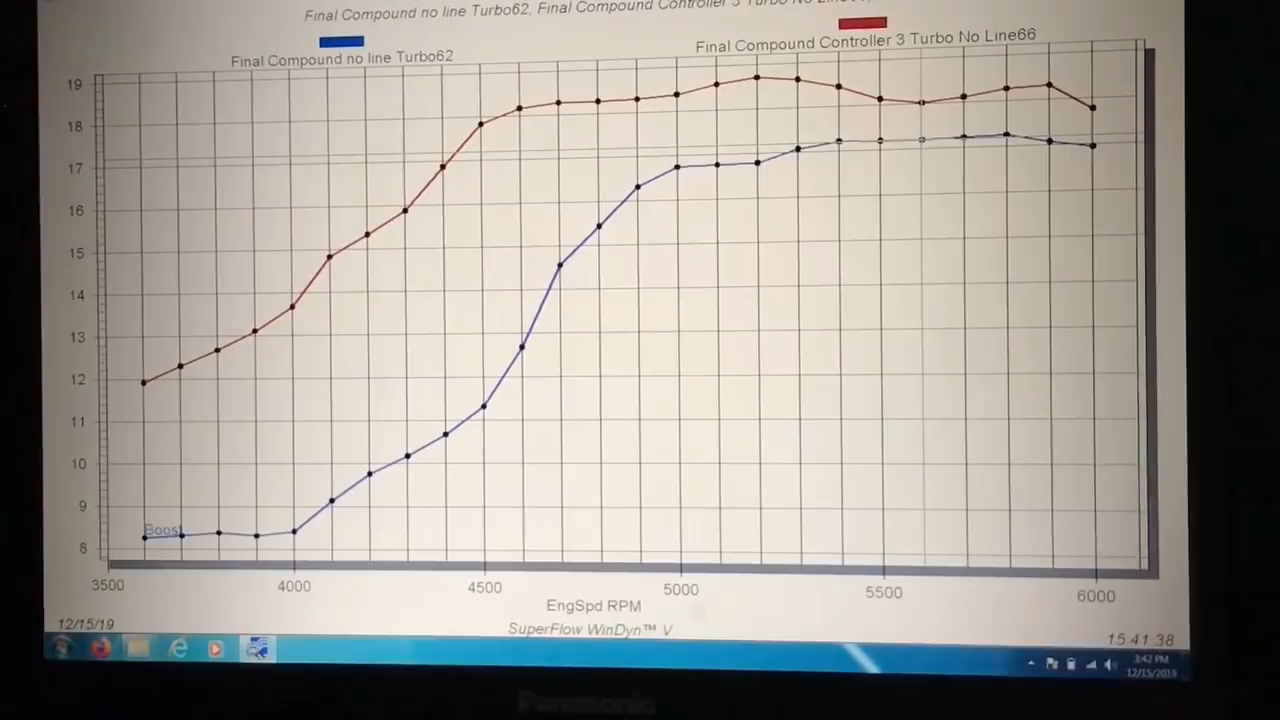 Final Compound no line Turbo62, Final Compound Controller 3 Turbo No Line66
Final Compound no line Turbo62
Final Compound Controller 3 Turbo No Line66
19
18
17
16
15
14
13
12
11
10
9
8
Boost
3500 4000 4500 5000 5500 6000
EngSpd RPM
12/15/19
SuperFlow WinDyn™ V
15:41:38
3:42 PM
12/15/2019
Panasonic